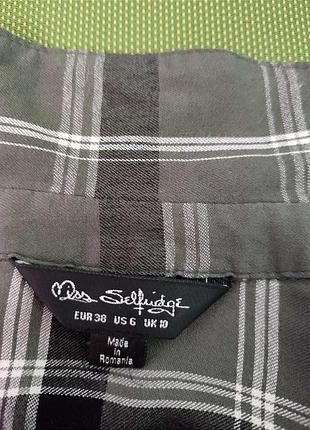 Miss Selfridge
EUR 38 US 6 UK 10
Made
in
Romania